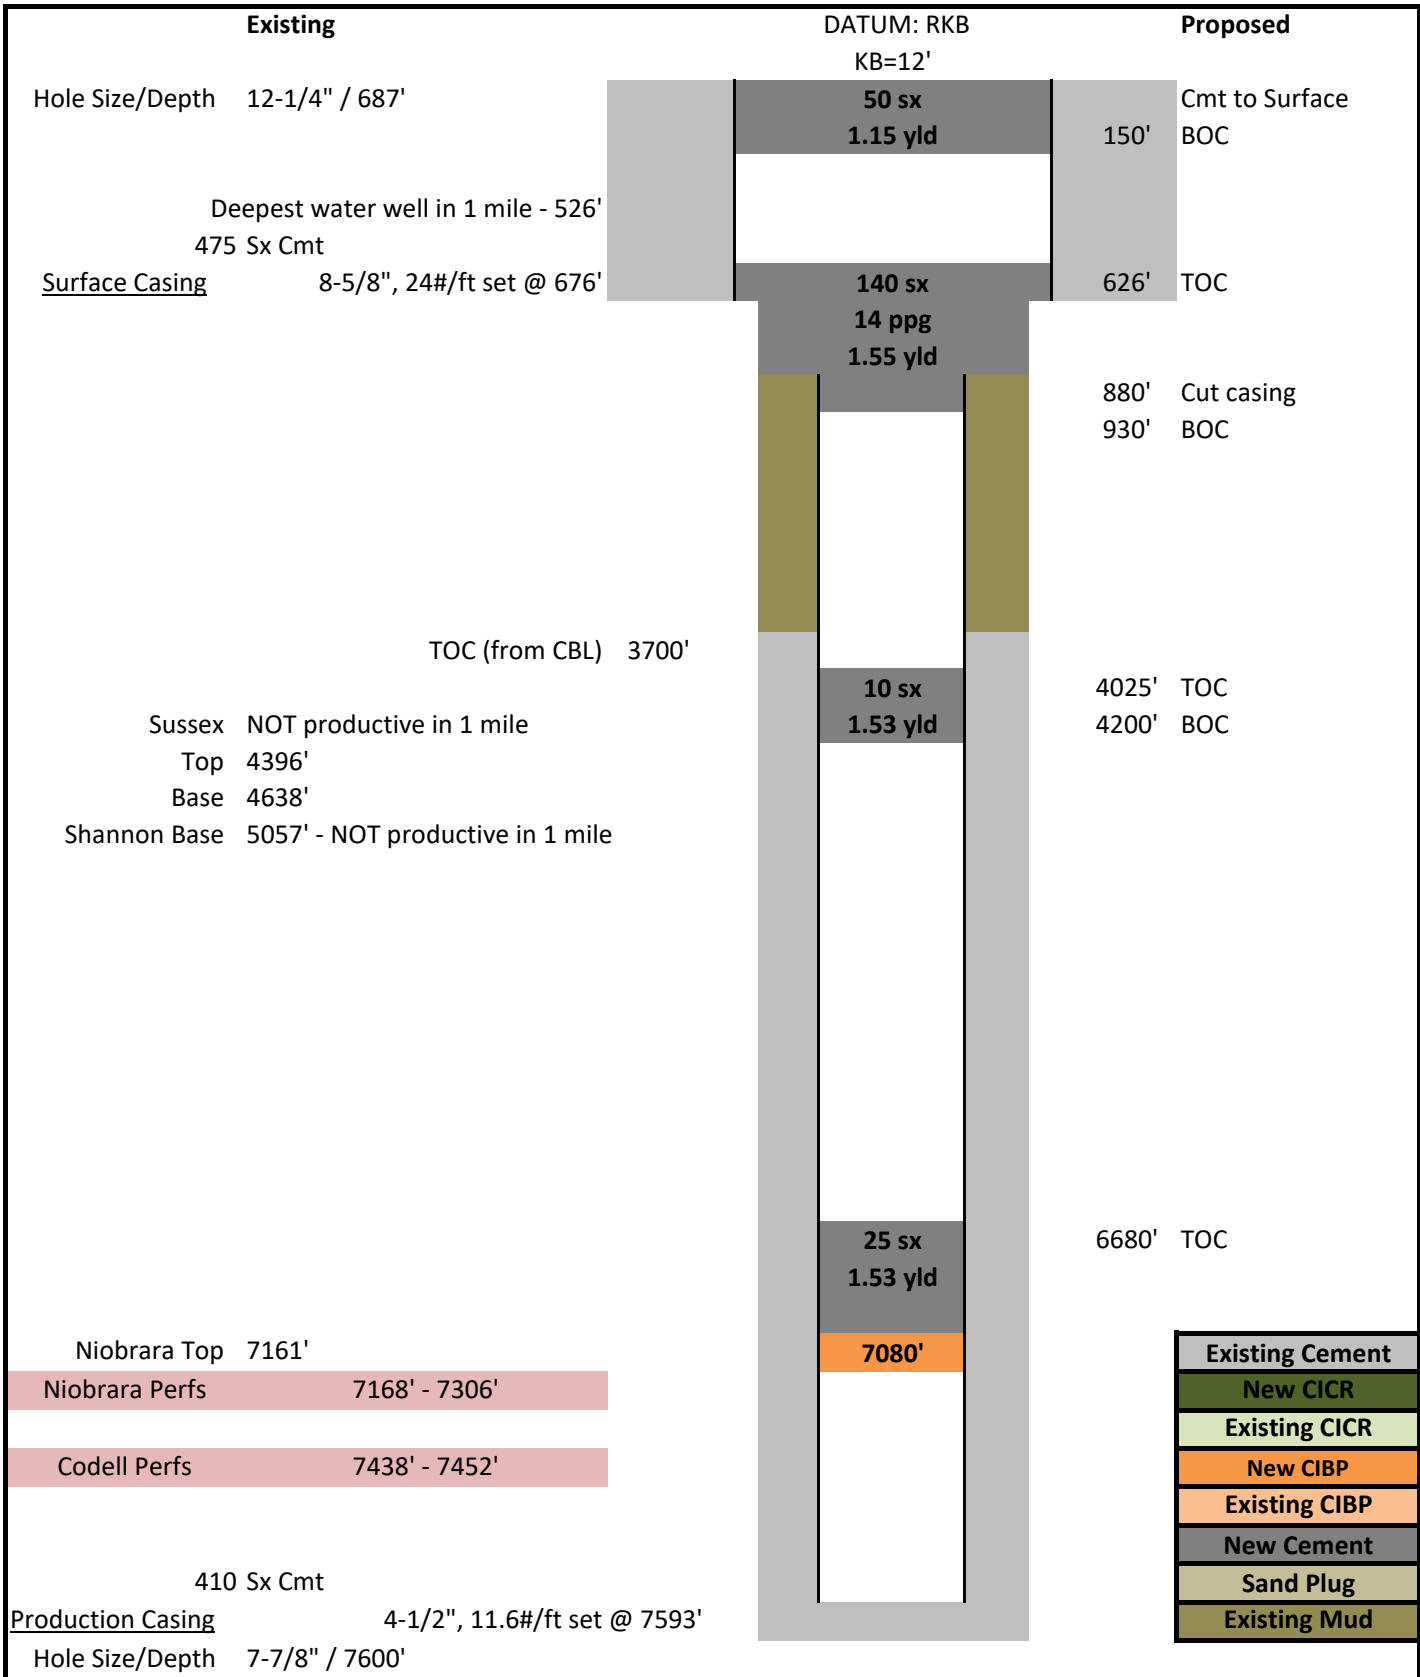 Existing DATUM: RKB Proposed
KB=12'
Hole Size/Depth 12-1/4" / 687' 50 sx Cmt to Surface
1.15 yld 150' BOC
Deepest water well in 1 mile - 526'
475 Sx Cmt
Surface Casing 8-5/8", 24#/ft set @ 676' 140 sx 626' TOC
14 ppg
1.55 yld
880' Cut casing
930' BOC
TOC (from CBL) 3700'
10 sx 4025' TOC
Sussex NOT productive in 1 mile 1.53 yld 4200' BOC
Top 4396'
Base 4638'
Shannon Base 5057' - NOT productive in 1 mile
25 sx 6680' TOC
1.53 yld
Niobrara Top 7161' 7080' Existing Cement
Niobrara Perfs 7168' - 7306' New CICR
Existing CICR
Codell Perfs 7438' - 7452' New CIBP
Existing CIBP
New Cement
410 Sx Cmt Sand Plug
Production Casing 4-1/2", 11.6#/ft set @ 7593' Existing Mud
Hole Size/Depth 7-7/8" / 7600'